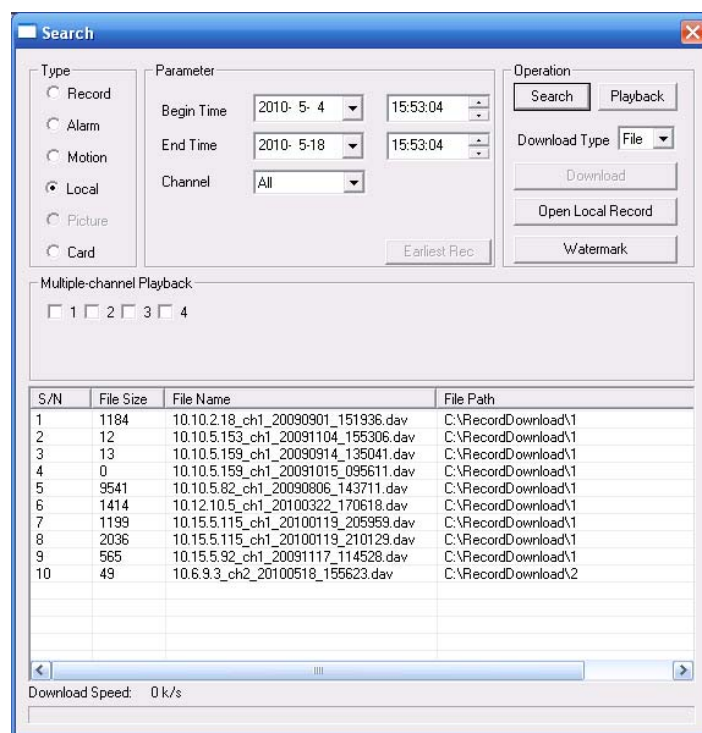 Search
Type
Record
Alarm
Motion
Local
Picture
Card
Parameter
Begin Time 2010- 5- 4 15:53:04
End Time 2010- 5-18 15:53:04
Channel All
Earliest Rec
Operation
Search Playback
Download Type File
Download
Open Local Record
Watermark
Multiple-channel Playback
1 2 3 4
S/N File Size File Name File Path
1 1184 10.10.2.18_ch1_20090901_151936.dav C:\RecordDownload\1
2 12 10.10.5.153_ch1_20091104_155306.dav C:\RecordDownload\1
3 13 10.10.5.159_ch1_20090914_135041.dav C:\RecordDownload\1
4 0 10.10.5.159_ch1_20091015_095611.dav C:\RecordDownload\1
5 9541 10.10.5.82_ch1_20090806_143711.dav C:\RecordDownload\1
6 1414 10.12.10.5_ch1_20100322_170618.dav C:\RecordDownload\1
7 1199 10.15.5.115_ch1_20100119_205959.dav C:\RecordDownload\1
8 2036 10.15.5.115_ch1_20100119_210129.dav C:\RecordDownload\1
9 565 10.15.5.92_ch1_20091117_114528.dav C:\RecordDownload\1
10 49 10.6.9.3_ch2_20100518_155623.dav C:\RecordDownload\2
Download Speed: 0 k/s